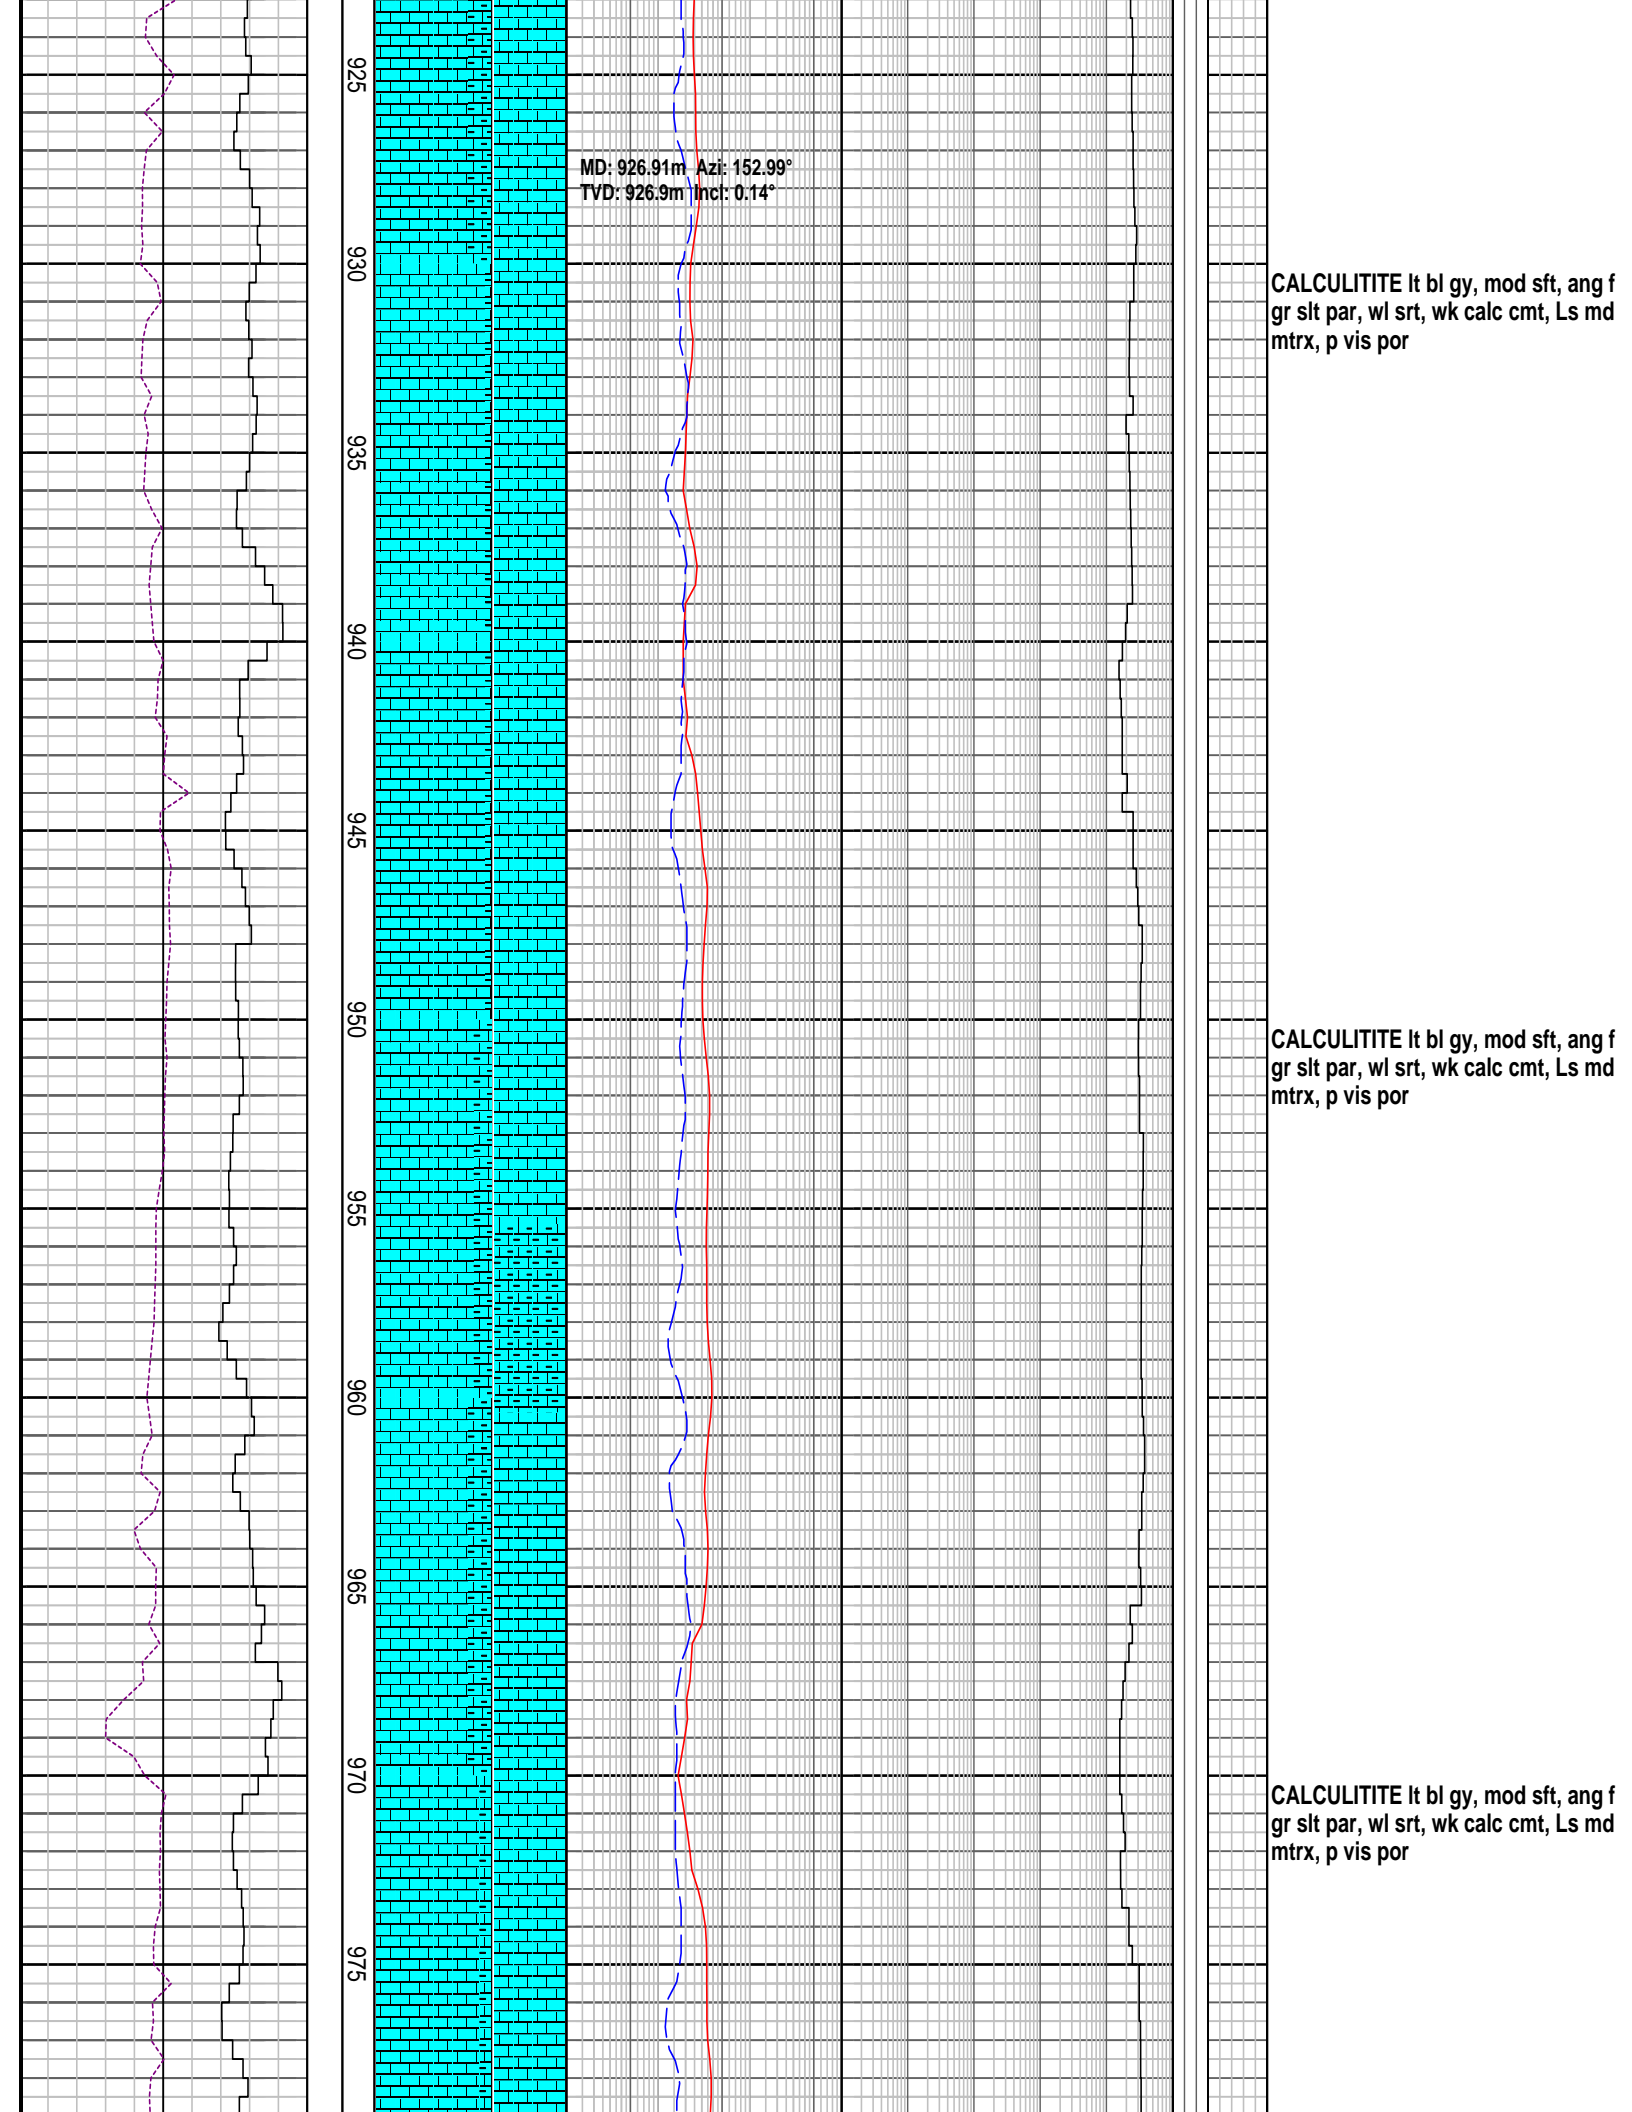 925
MD: 926.91m Azi: 152.99°
TVD: 926.9m Incl: 0.14°
930
CALCULITITE lt bl gy, mod sft, ang f
gr slt par, wl srt, wk calc cmt, Ls md
mtrx, p vis por
935
940
945
950
CALCULITITE lt bl gy, mod sft, ang f
gr slt par, wl srt, wk calc cmt, Ls md
mtrx, p vis por
955
960
965
970
CALCULITITE lt bl gy, mod sft, ang f
gr slt par, wl srt, wk calc cmt, Ls md
mtrx, p vis por
975